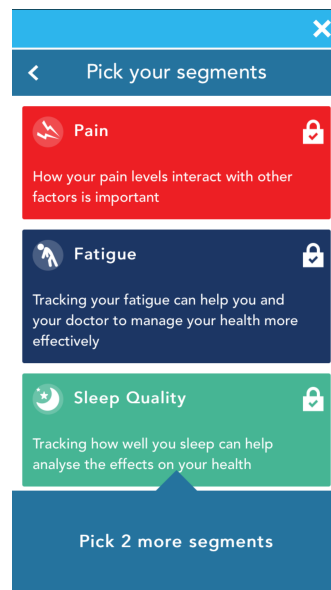 Pick your segments
Pain
How your pain levels interact with other
factors is important
Fatigue
Tracking your fatigue can help you and
your doctor to manage your health more
effectively
Sleep Quality
Tracking how well you sleep can help
analyse the effects on your health
Pick 2 more segments